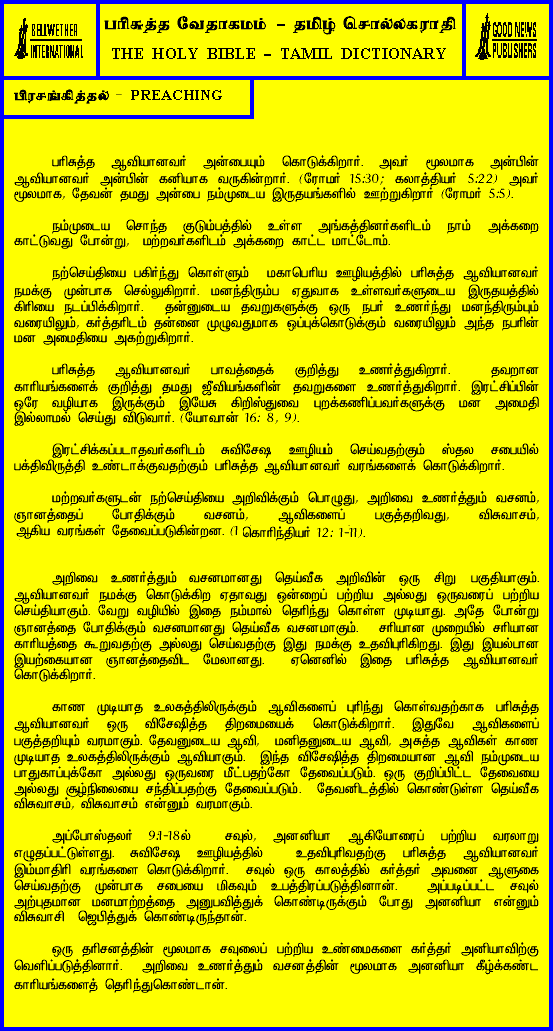 BELLWETHER
INTERNATIONAL
பரிசுத்த வேதாகமம் - தமிழ் சொல்லகராதி
THE HOLY BIBLE - TAMIL DICTIONARY
GOOD NEWS
PUBLISHERS
பிரசங்கித்தல் - PREACHING
பரிசுத்த ஆவியானவர் அன்பையும் கொடுக்கிறார். அவர் மூலமாக அன்பின்
ஆவியானவர் அன்பின் கனியாக வருகின்றார். (ரோமர் 15:30; கலாத்தியர் 5:22) அவர்
மூலமாக, தேவன் தமது அன்பை நம்முடைய இருதயங்களில் ஊற்றுகிறார் (ரோமர் 5:5).
நம்முடைய சொந்த குடும்பத்தில் உள்ள அங்கத்தினர்களிடம் நாம் அக்கறை
காட்டுவது போன்று, மற்றவர்களிடம் அக்கறை காட்ட மாட்டோம்.
நற்செய்தியை பகிர்ந்து கொள்ளும் மகாபெரிய ஊழியத்தில் பரிசுத்த ஆவியானவர்
நமக்கு முன்பாக செல்லுகிறார். மனந்திரும்ப ஏதுவாக உள்ளவர்களுடைய இருதயத்தில்
கிரியை நடப்பிக்கிறார். தன்னுடைய தவறுகளுக்கு ஒரு நபர் உணர்ந்து மனந்திரும்பும்
வரையிலும், கர்த்தரிடம் தன்னை முழுவதுமாக ஒப்புக்கொடுக்கும் வரையிலும் அந்த நபரின்
மன அமைதியை அகற்றுகிறார்.
பரிசுத்த ஆவியானவர் பாவத்தைக் குறித்து உணர்த்துகிறார். தவறான
காரியங்களைக் குறித்து தமது ஜீவியங்களின் தவறுகளை உணர்த்துகிறார். இரட்சிப்பின்
ஒரே வழியாக இருக்கும் இயேசு கிறிஸ்துவை புறக்கணிப்பவர்களுக்கு மன அமைதி
இல்லாமல் செய்து விடுவார். (யோவான் 16: 8, 9).
இரட்சிக்கப்படாதவர்களிடம் சுவிசேஷ ஊழியம் செய்வதற்கும் ஸ்தல சபையில்
பக்திவிருத்தி உண்டாக்குவதற்கும் பரிசுத்த ஆவியானவர் வரங்களைக் கொடுக்கிறார்.
மற்றவர்களுடன் நற்செய்தியை அறிவிக்கும் பொழுது, அறிவை உணர்த்தும் வசனம்,
ஞானத்தைப் போதிக்கும் வசனம், ஆவிகளைப் பகுத்தறிவது, விசுவாசம்,
ஆகிய வரங்கள் தேவைப்படுகின்றன. (1 கொரிந்தியர் 12: 1-11).
அறிவை உணர்த்தும் வசனமானது தெய்வீக அறிவின் ஒரு சிறு பகுதியாகும்.
ஆவியானவர் நமக்கு கொடுக்கிற ஏதாவது ஒன்றைப் பற்றிய அல்லது ஒருவரைப் பற்றிய
செய்தியாகும். வேறு வழியில் இதை நம்மால் தெரிந்து கொள்ள முடியாது. அதே போன்று
ஞானத்தை போதிக்கும் வசனமானது தெய்வீக வசனமாகும். சரியான முறையில் சரியான
காரியத்தை கூறுவதற்கு அல்லது செய்வதற்கு இது நமக்கு உதவிபுரிகிறது. இது இயல்பான
இயற்கையான ஞானத்தைவிட மேலானது. ஏனெனில் இதை பரிசுத்த ஆவியானவர்
கொடுக்கிறார்.
காண முடியாத உலகத்திலிருக்கும் ஆவிகளைப் புரிந்து கொள்வதற்காக பரிசுத்த
ஆவியானவர் ஒரு விசேஷித்த திறமையைக் கொடுக்கிறார். இதுவே ஆவிகளைப்
பகுத்தறியும் வரமாகும். தேவனுடைய ஆவி, மனிதனுடைய ஆவி, அசுத்த ஆவிகள் காண
முடியாத உலகத்திலிருக்கும் ஆவியாகும். இந்த விசேஷித்த திறமையான ஆவி நம்முடைய
பாதுகாப்புக்கோ அல்லது ஒருவரை மீட்பதற்கோ தேவைப்படும். ஒரு குறிப்பிட்ட தேவையை
அல்லது சூழ்நிலையை சந்திப்பதற்கு தேவைப்படும். தேவனிடத்தில் கொண்டுள்ள தெய்வீக
விசுவாசம், விசுவாசம் என்னும் வரமாகும்.
அப்போஸ்தலர் 9:1-18ல் சவுல், அனனியா ஆகியோரைப் பற்றிய வரலாறு
எழுதப்பட்டுள்ளது. சுவிசேஷ ஊழியத்தில் உதவிபுரிவதற்கு பரிசுத்த ஆவியானவர்
இம்மாதிரி வரங்களை கொடுக்கிறார். சவுல் ஒரு காலத்தில் கர்த்தர் அவனை ஆளுகை
செய்வதற்கு முன்பாக சபையை மிகவும் உபத்திரப்படுத்தினான். அப்படிப்பட்ட சவுல்
அற்புதமான மனமாற்றத்தை அனுபவித்துக் கொண்டிருக்கும் போது அனனியா என்னும்
விசுவாசி ஜெபித்துக் கொண்டிருந்தான்.
ஒரு தரிசனத்தின் மூலமாக சவுலைப் பற்றிய உண்மைகளை கர்த்தர் அனியாவிற்கு
வெளிப்படுத்தினார். அறிவை உணர்த்தும் வசனத்தின் மூலமாக அனனியா கீழ்க்கண்ட
காரியங்களைத் தெரிந்துகொண்டான்.